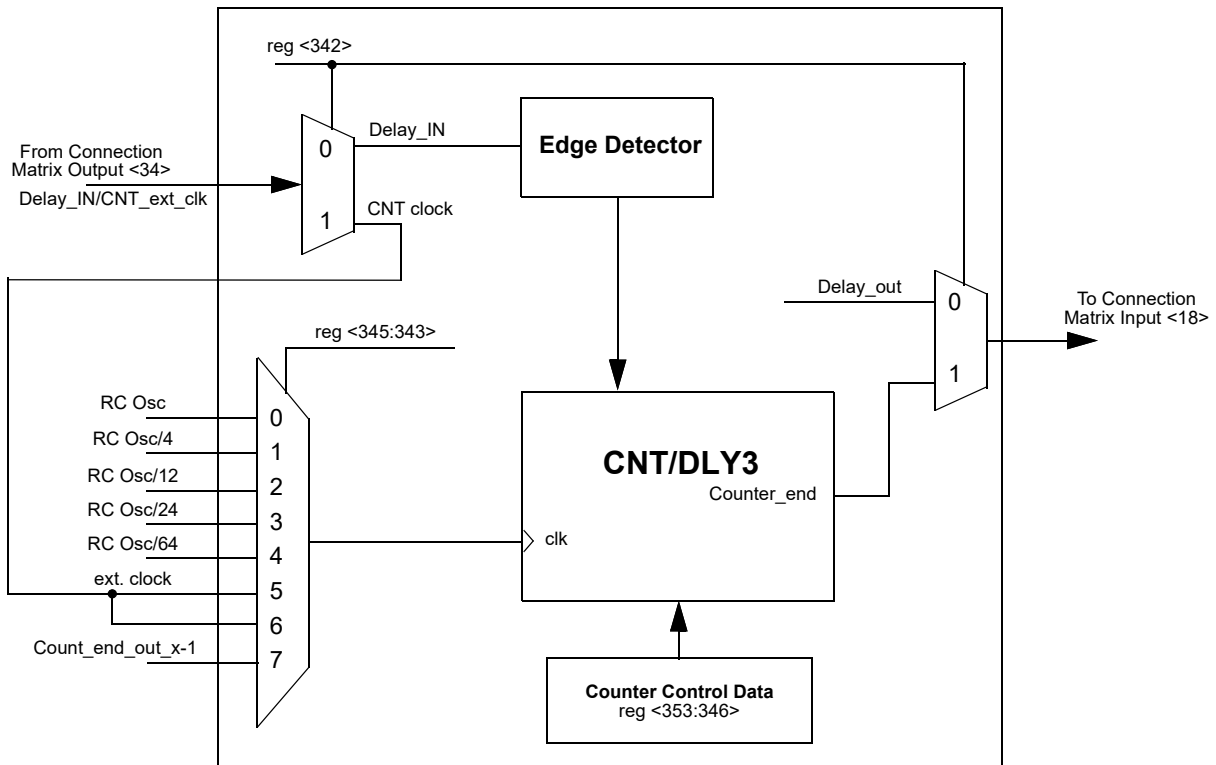 reg <342>
0
1
Delay_IN
Edge Detector
From Connection
Matrix Output <34>
Delay_IN/CNT_ext_clk
CNT clock
Delay_out
0
1
To Connection
Matrix Input <18>
reg <345:343>
RC Osc
0
RC Osc/4
1
RC Osc/12
2
RC Osc/24
3
RC Osc/64
4
ext. clock
5
6
Count_end_out_x-1
7
CNT/DLY3
Counter_end
clk
Counter Control Data
reg <353:346>